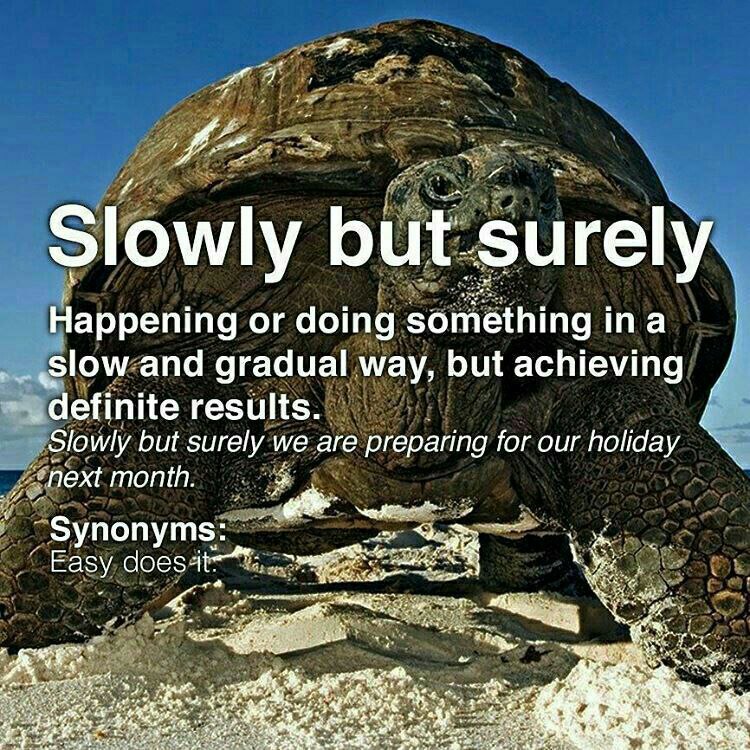 Slowly but surely
Happening or doing something in a
slow and gradual way, but achieving
definite results.
Slowly but surely we are preparing for our holiday
next month.
Synonyms:
Easy does it.